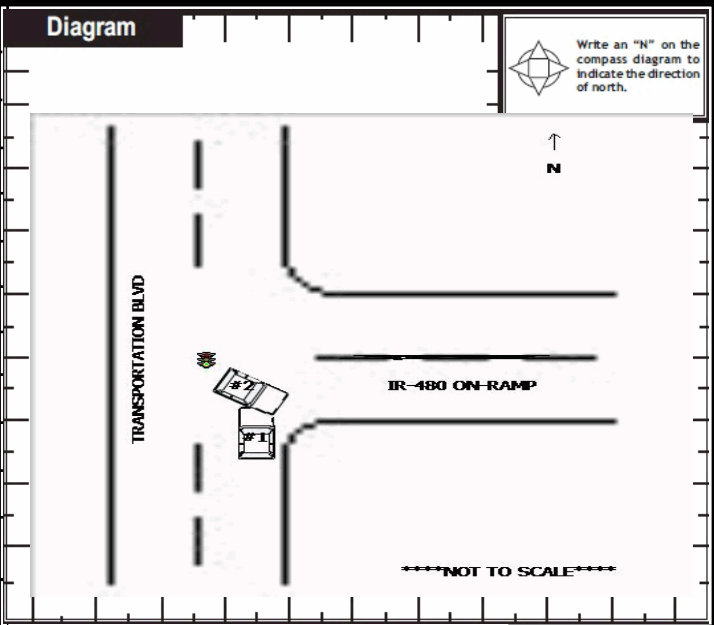 Diagram
Write an “N” on the
compass diagram to
indicate the direction
of north.
N
TRANSPORTATION BLVD
#2
IR-480 ON-RAMP
#1
****NOT TO SCALE****